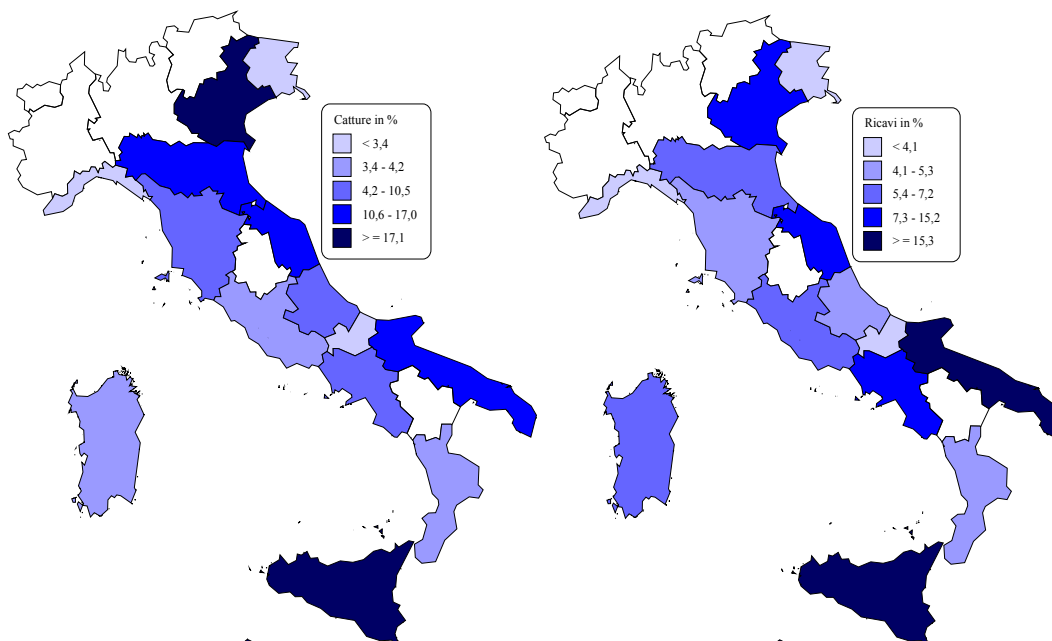 Catture in %
< 3,4
3,4 - 4,2
4,2 - 10,5
10,6 - 17,0
> = 17,1
Ricavi in %
< 4,1
4,1 - 5,3
5,4 - 7,2
7,3 - 15,2
> = 15,3